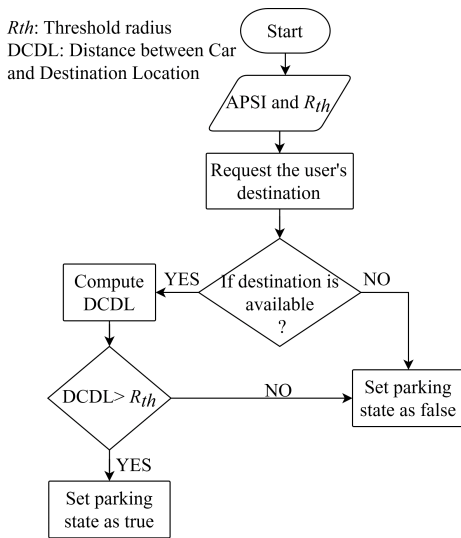 Rth: Threshold radius
DCDL: Distance between Car
and Destination Location
Start
APSI and Rth
Request the user's
destination
If destination is
available
?
YES
NO
Compute
DCDL
DCDL> Rth
NO
Set parking
state as false
YES
Set parking
state as true